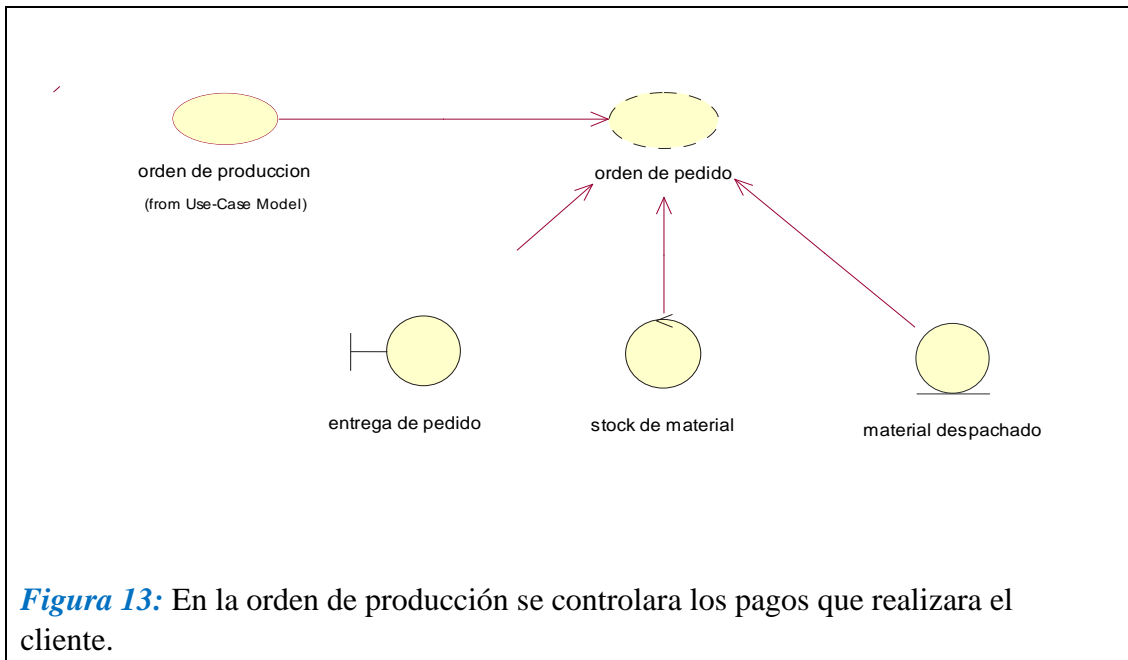 orden de produccion
(from Use-Case Model)
orden de pedido
entrega de pedido
stock de material
material despachado
Figura 13: En la orden de producción se controlara los pagos que realizara el
cliente.